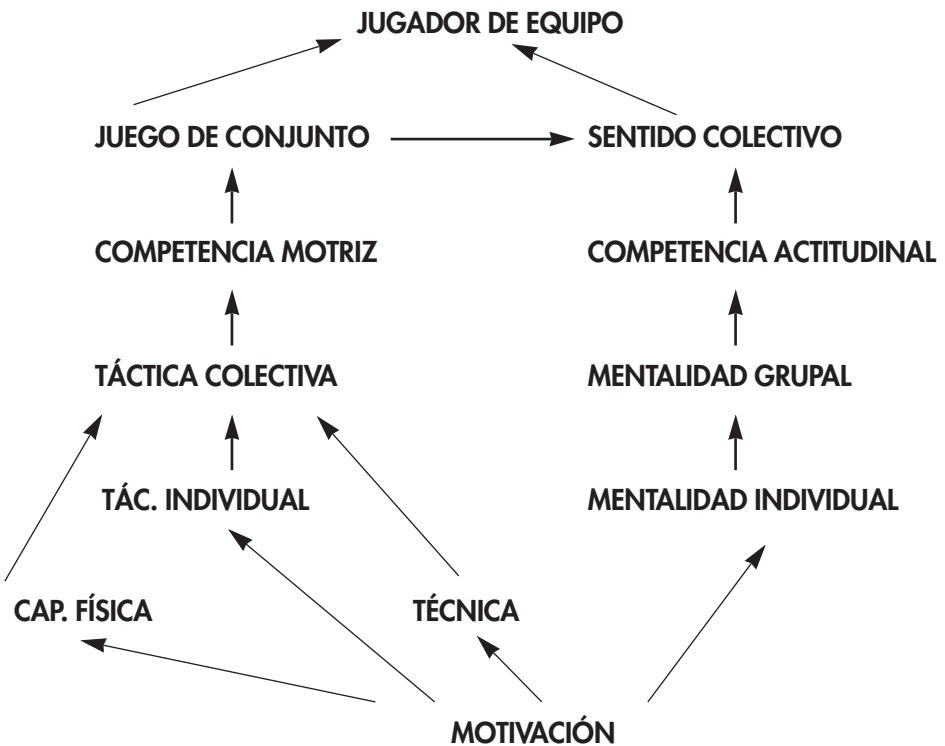 JUGADOR DE EQUIPO
JUEGO DE CONJUNTO
SENTIDO COLECTIVO
COMPETENCIA MOTRIZ
COMPETENCIA ACTITUDINAL
TÁCTICA COLECTIVA
MENTALIDAD GRUPAL
TÁC. INDIVIDUAL
MENTALIDAD INDIVIDUAL
CAP. FÍSICA
TÉCNICA
MOTIVACIÓN